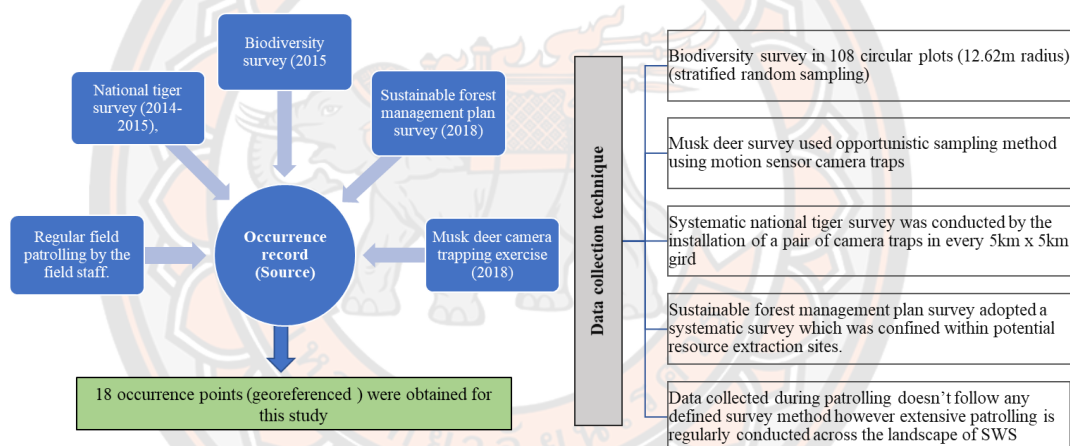 Biodiversity
survey (2015
National tiger
survey (2014-
2015),
Sustainable forest
management plan
survey (2018)
Regular field
patrolling by the
field staff.
Occurrence
record
(Source)
Musk deer camera
trapping exercise
(2018)
18 occurrence points (georeferenced ) were obtained for
this study
Data collection technique
Biodiversity survey in 108 circular plots (12.62m radius)
(stratified random sampling)
Musk deer survey used opportunistic sampling method
using motion sensor camera traps
Systematic national tiger survey was conducted by the
installation of a pair of camera traps in every 5km x 5km
gird
Sustainable forest management plan survey adopted a
systematic survey which was confined within potential
resource extraction sites.
Data collected during patrolling doesn't follow any
defined survey method however extensive patrolling is
regularly conducted across the landscape of SWS